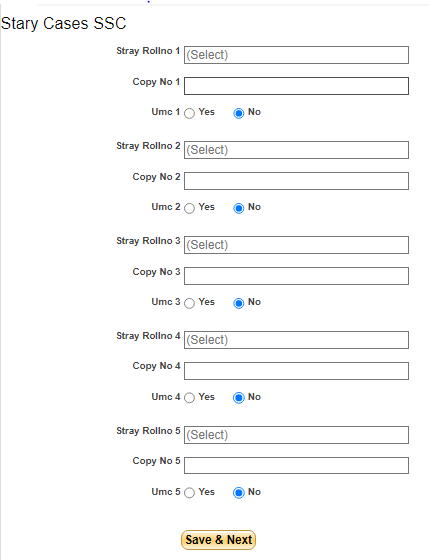 Stary Cases SSC
Stray Rollno 1 (Select)
Copy No 1
Umc 1 Yes No
Stray Rollno 2 (Select)
Copy No 2
Umc 2 Yes No
Stray Rollno 3 (Select)
Copy No 3
Umc 3 Yes No
Stray Rollno 4 (Select)
Copy No 4
Umc 4 Yes No
Stray Rollno 5 (Select)
Copy No 5
Umc 5 Yes No
Save & Next